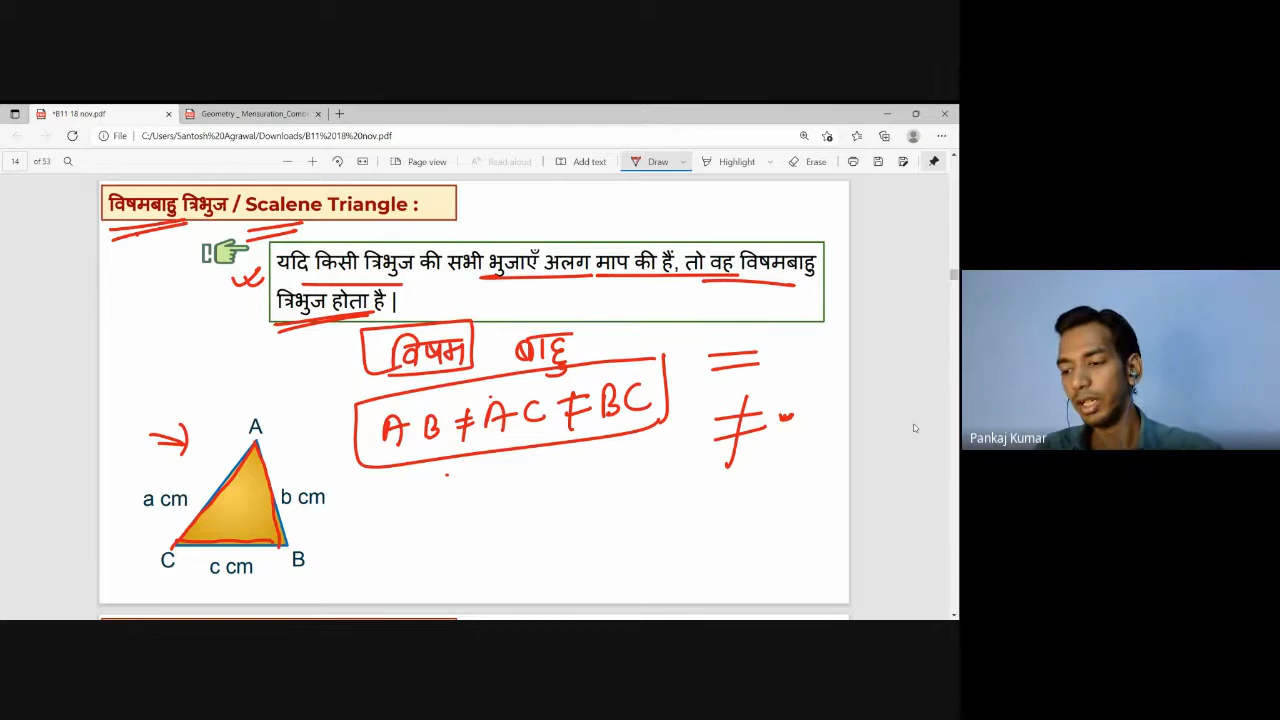 *B11 18 nov.pdf
Geometry _ Mensuration_Comb
File C:/Users/Santosh%20Agrawal/Downloads/B11%2018%20nov.pdf
14 of 53 Page view Read aloud Add text Draw Highlight Erase
विषमबाहु त्रिभुज / Scalene Triangle :
यदि किसी त्रिभुज की सभी भुजाएँ अलग माप की हैं, तो वह विषमबाहु
त्रिभुज होता है |
विषम बाहु =
AB ≠ AC ≠ BC ≠
A
a cm b cm
C B
c cm
Pankaj Kumar